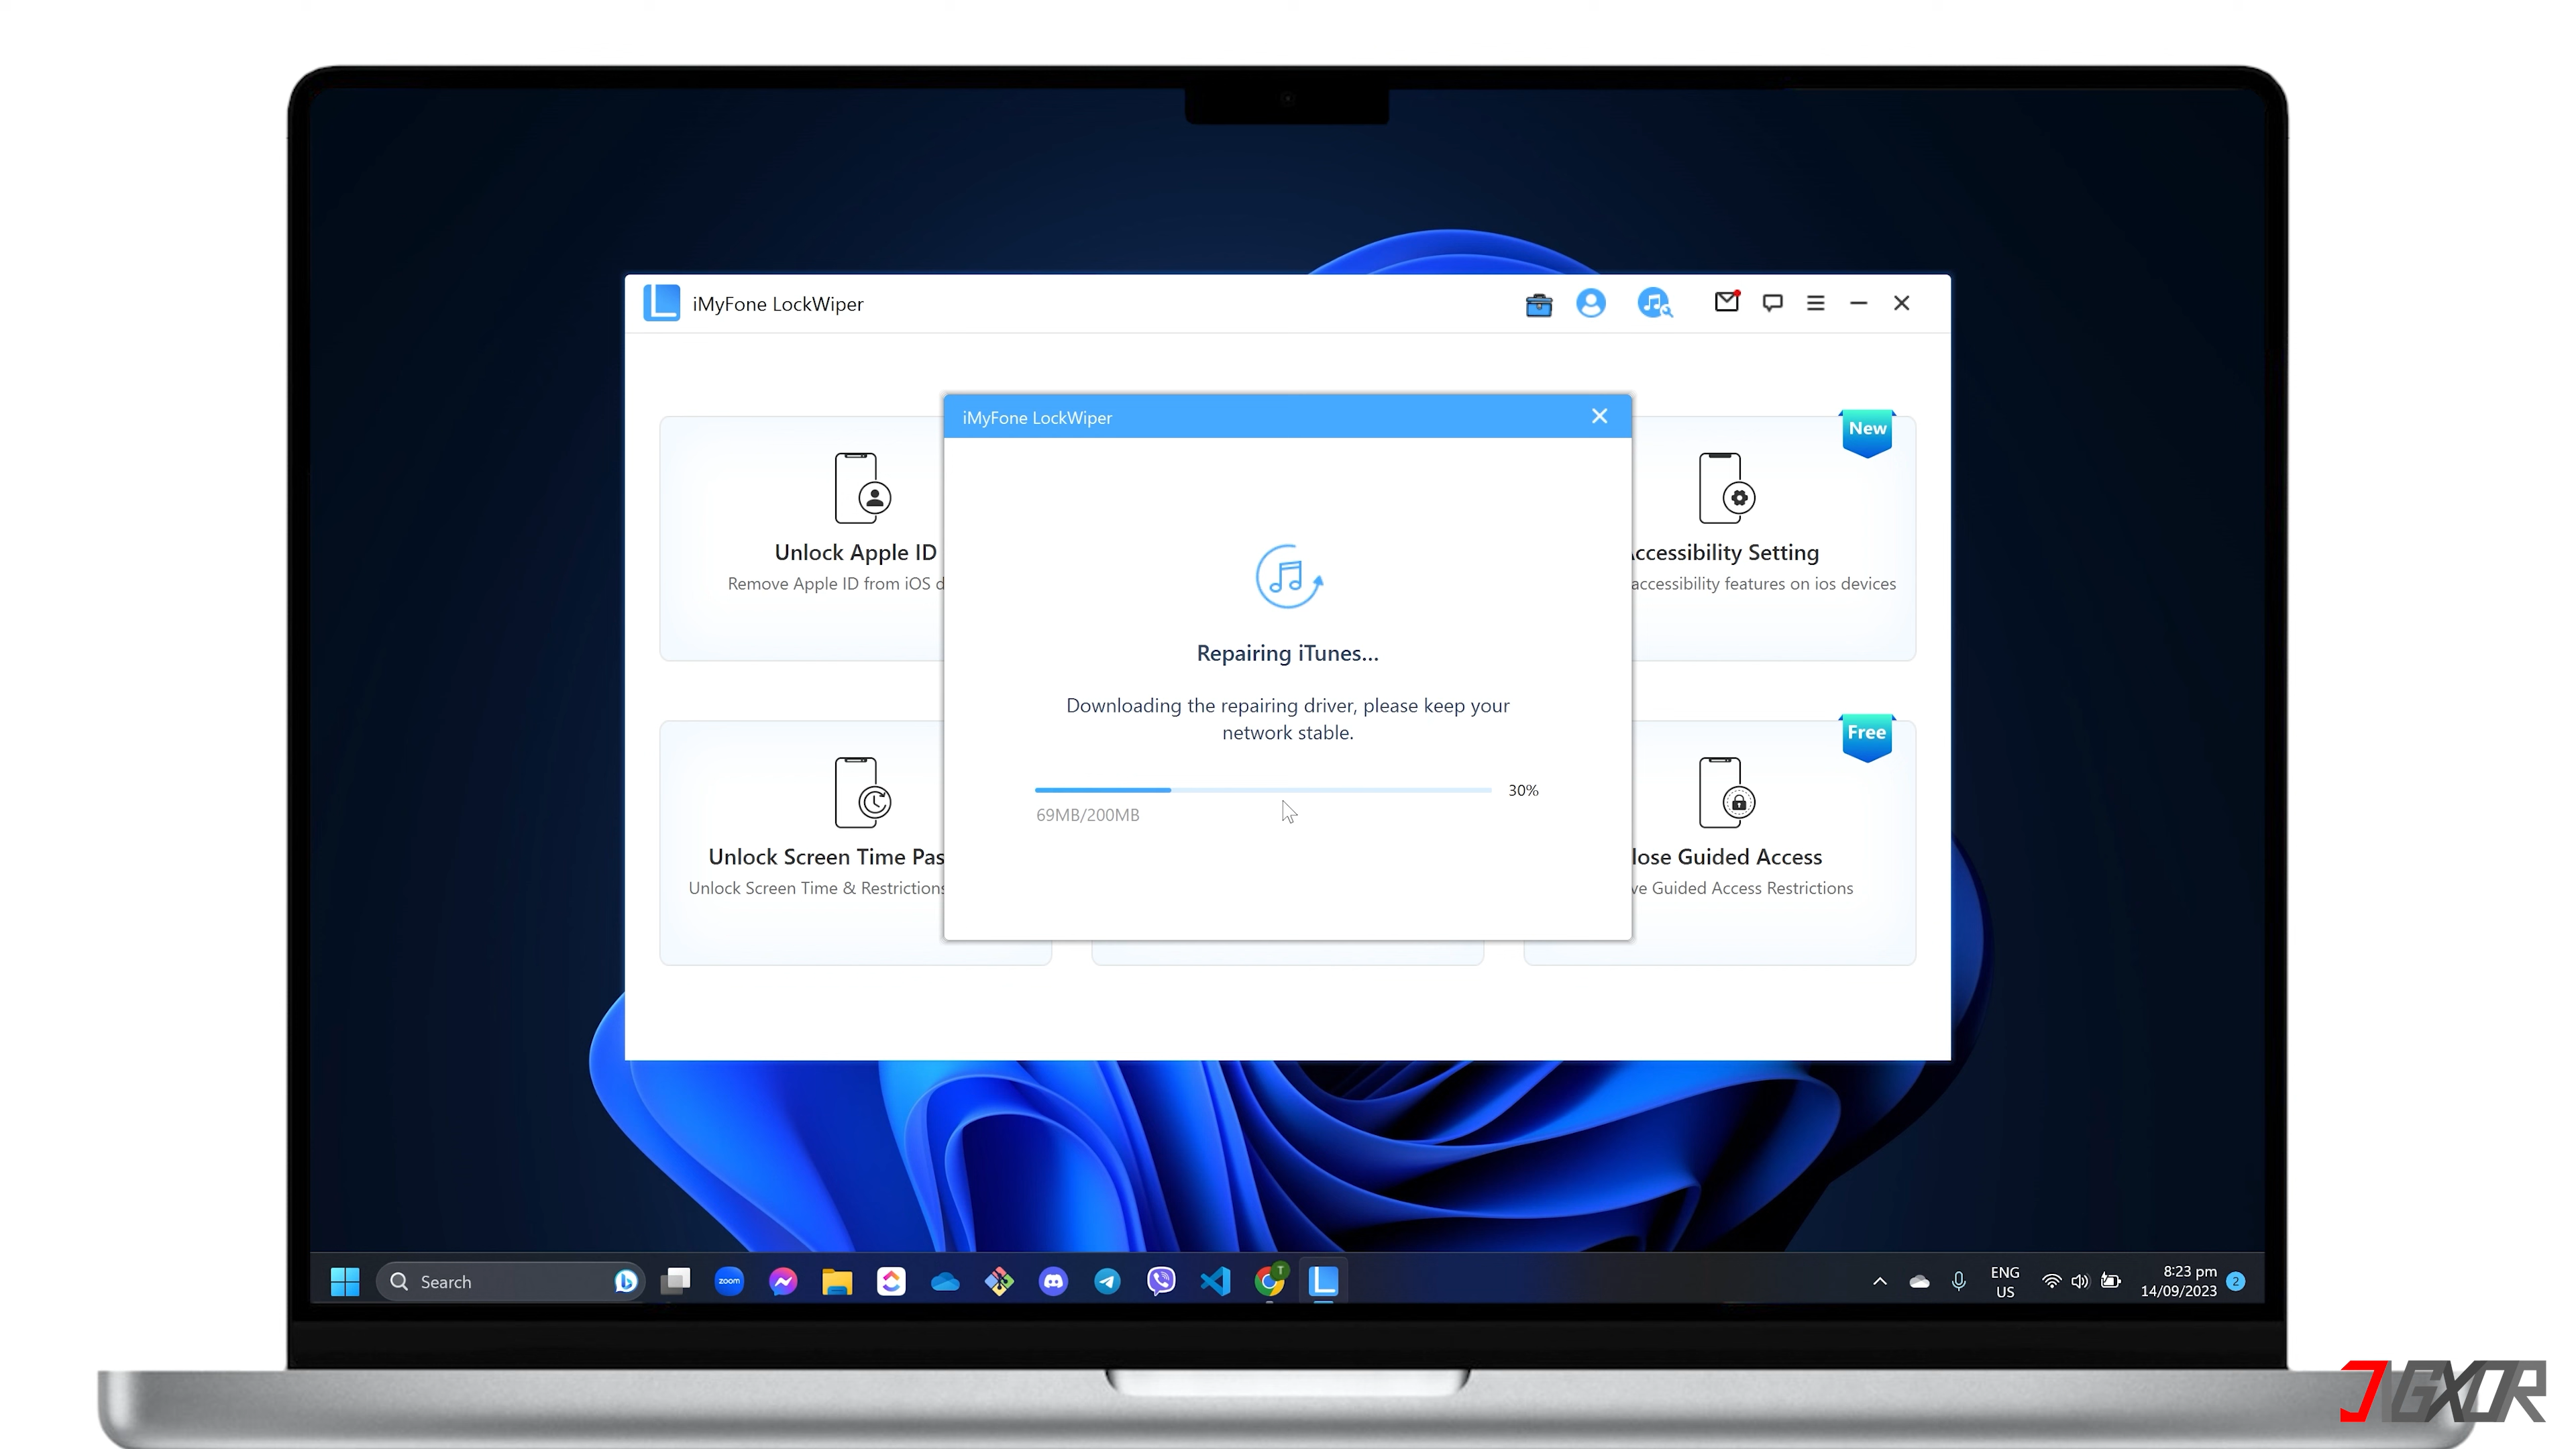 iMyFone LockWiper
iMyFone LockWiper
New
Unlock Apple ID
Remove Apple ID from iOS d
Accessibility Setting
accessibility features on ios devices
Repairing iTunes...
Downloading the repairing driver, please keep your
network stable.
30%
69MB/200MB
Free
Unlock Screen Time Pas
Unlock Screen Time & Restrictions
lose Guided Access
ve Guided Access Restrictions
Search
zoom
T
ENG
US
8:23 pm
14/09/2023
2
JIGXOR